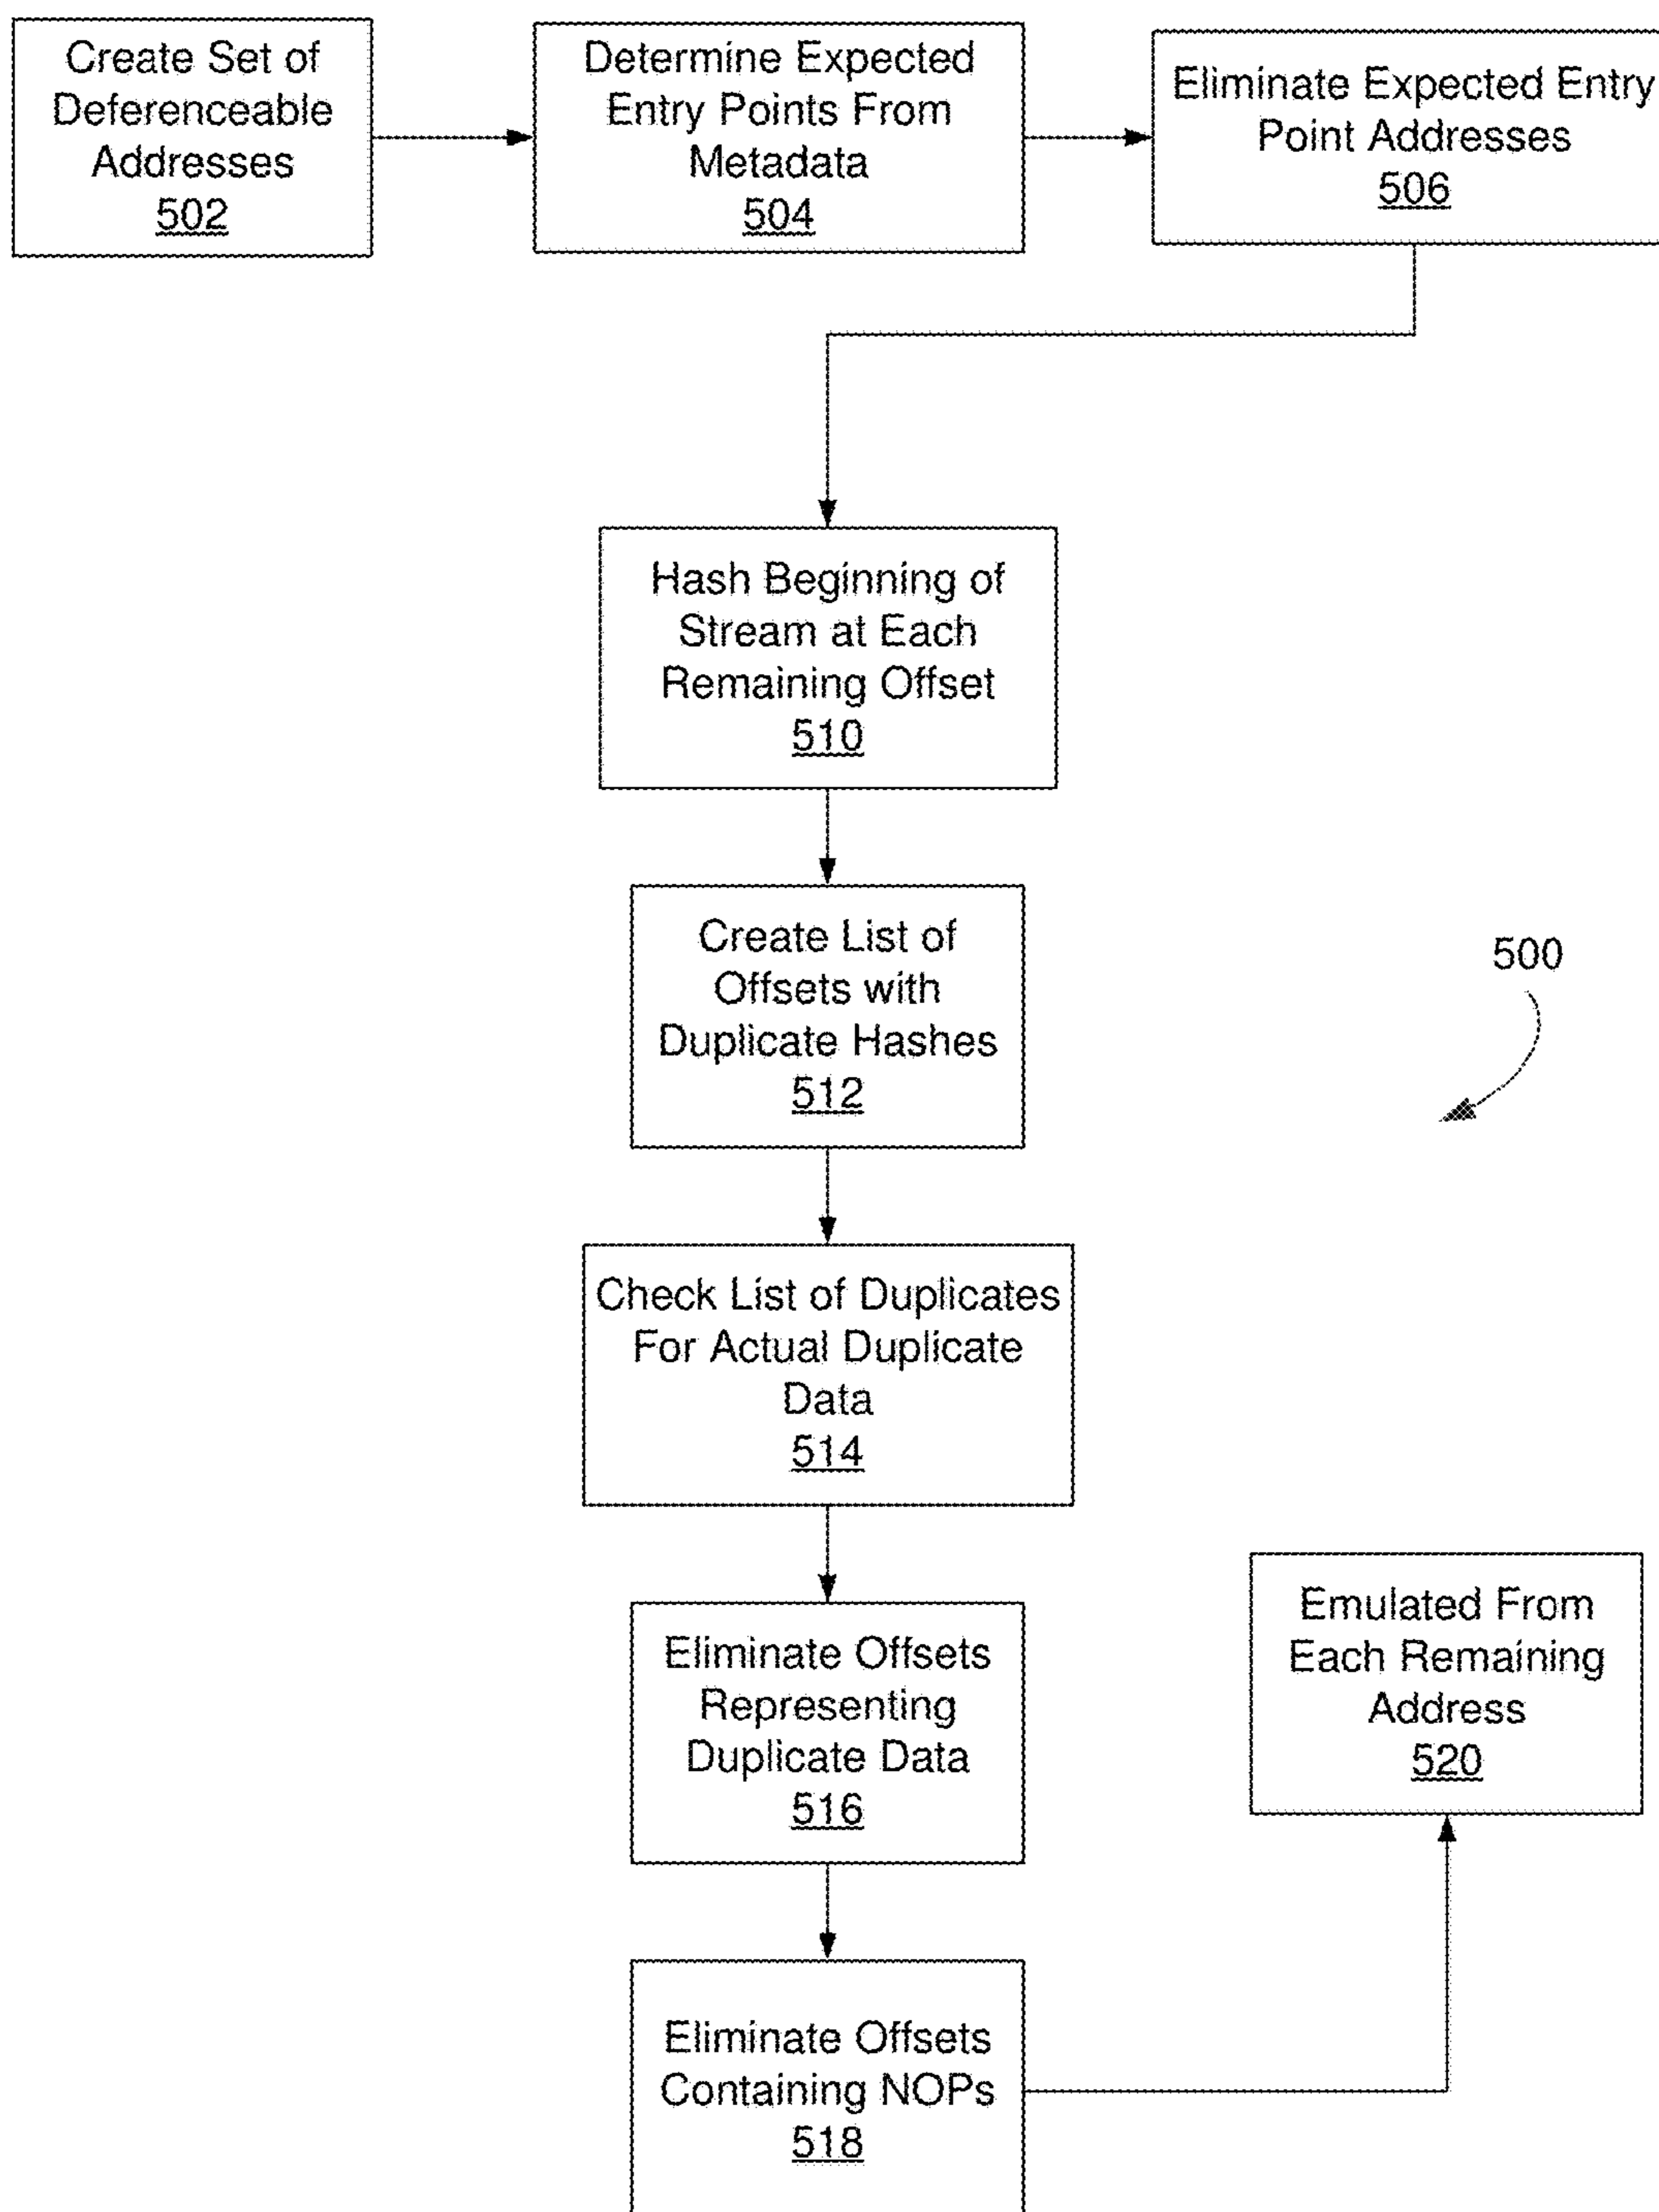 Create Set of
Deferenceable
Addresses
502
Determine Expected
Entry Points From
Metadata
504
Eliminate Expected Entry
Point Addresses
506
Hash Beginning of
Stream at Each
Remaining Offset
510
Create List of
Offsets with
Duplicate Hashes
512
500
Check List of Duplicates
For Actual Duplicate
Data
514
Eliminate Offsets
Representing
Duplicate Data
516
Emulated From
Each Remaining
Address
520
Eliminate Offsets
Containing NOPs
518